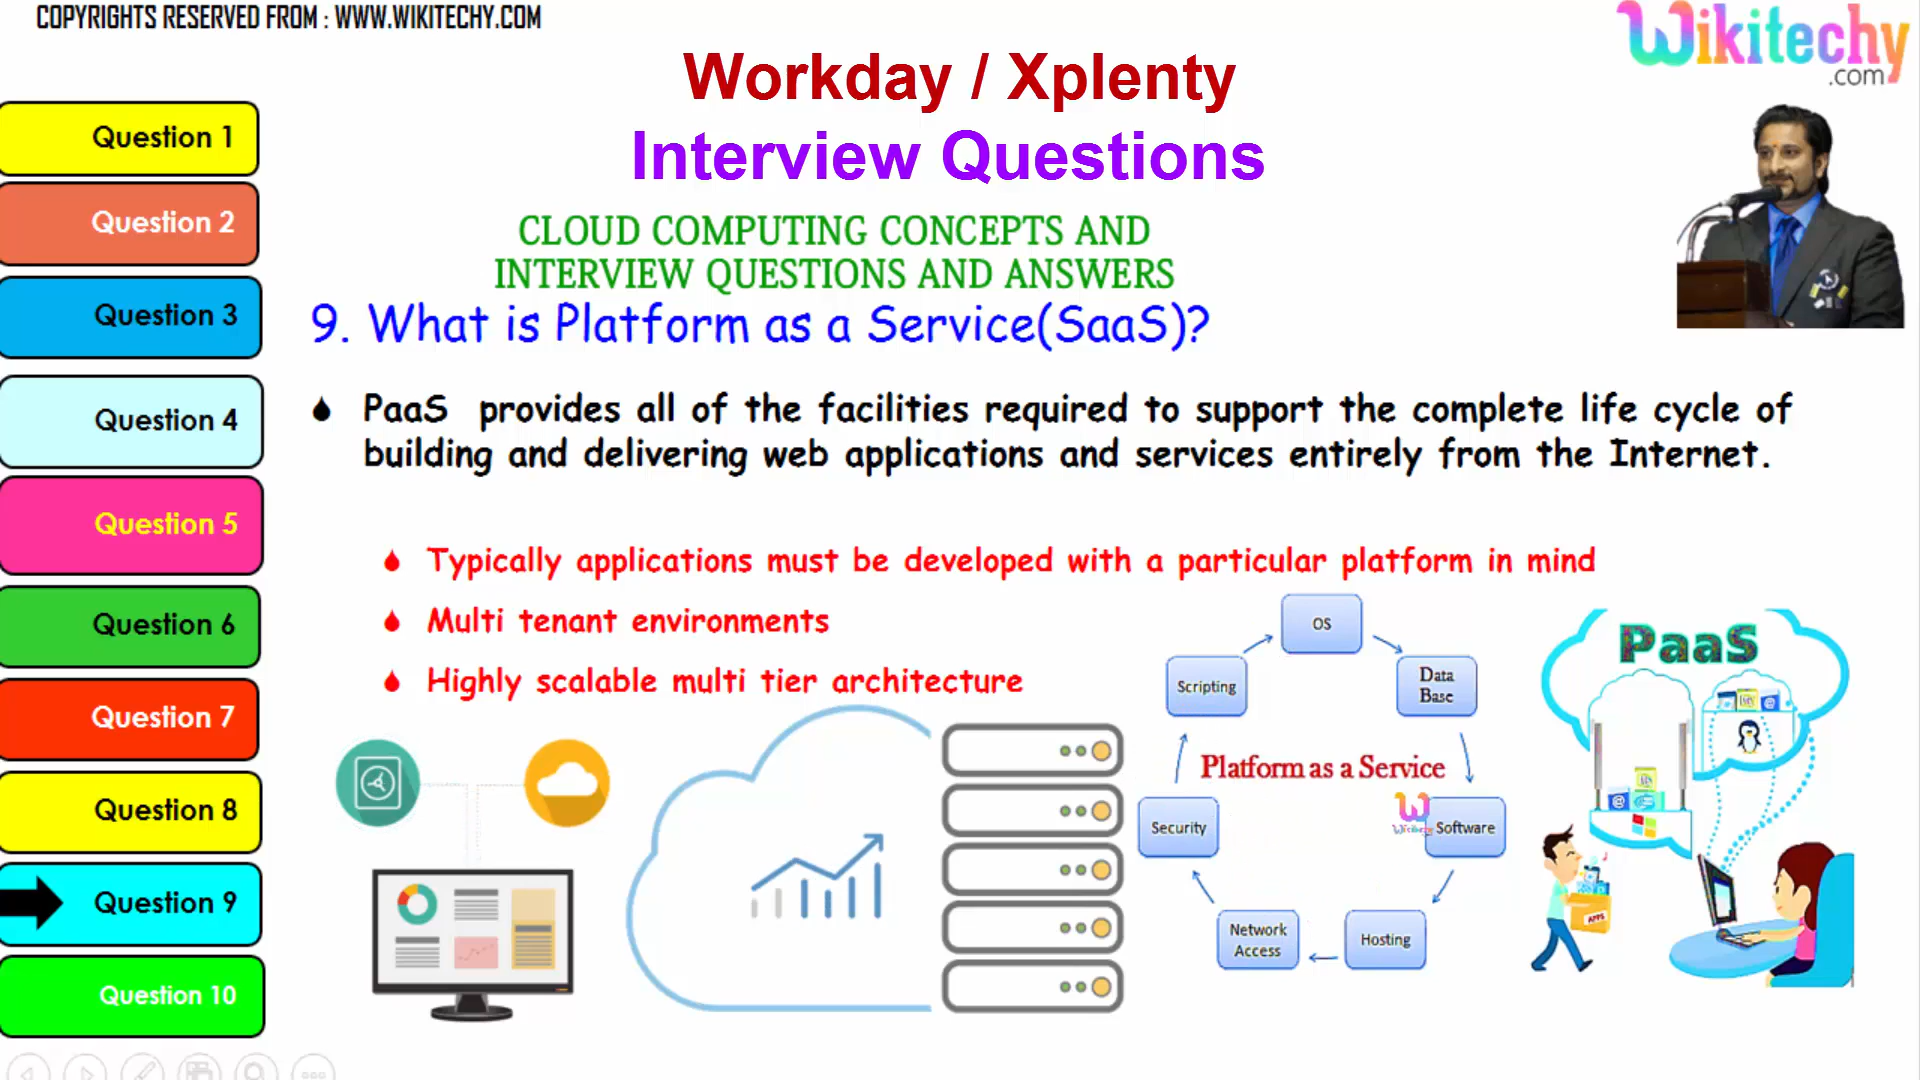 COPYRIGHTS RESERVED FROM : WWW.WIKITECHY.COM
Wikitechy
.com
Workday / Xplenty
Interview Questions
CLOUD COMPUTING CONCEPTS AND
INTERVIEW QUESTIONS AND ANSWERS
9. What is Platform as a Service(SaaS)?
Question 1
Question 2
Question 3
Question 4
Question 5
Question 6
Question 7
Question 8
Question 9
Question 10
PaaS provides all of the facilities required to support the complete life cycle of
building and delivering web applications and services entirely from the Internet.
Typically applications must be developed with a particular platform in mind
Multi tenant environments
Highly scalable multi tier architecture
OS
Data
Base
Software
Hosting
Network
Access
Security
Scripting
Platform as a Service
Wikitechy
PaaS
APPS